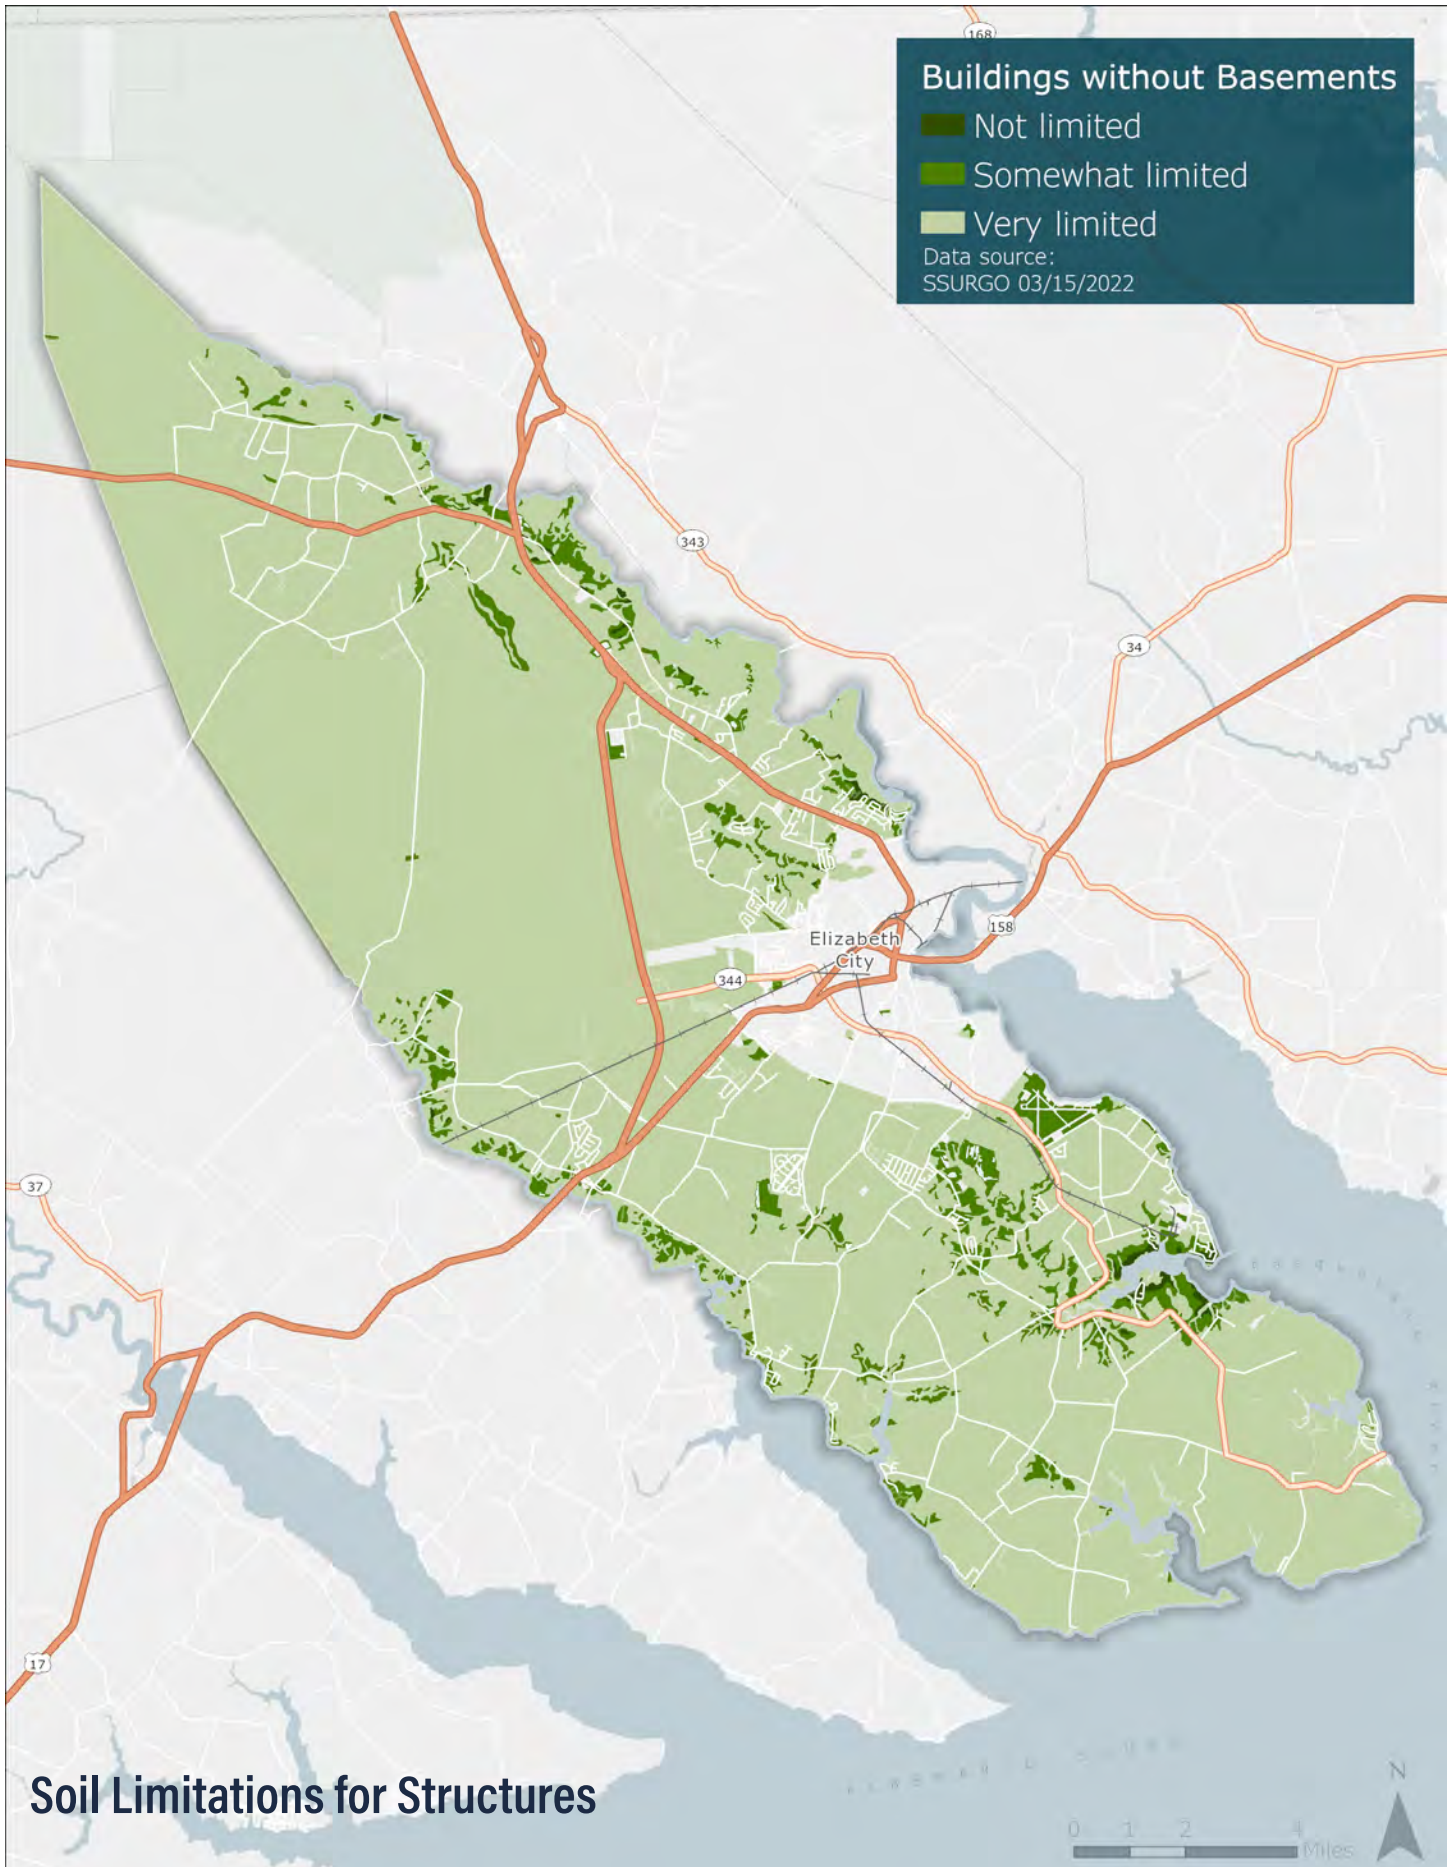 168
Buildings without Basements
Not limited
Somewhat limited
Very limited
Data source:
SSURGO 03/15/2022
343
34
158
Elizabeth
City
344
37
17
Soil Limitations for Structures
N
0 1 2 4
Miles